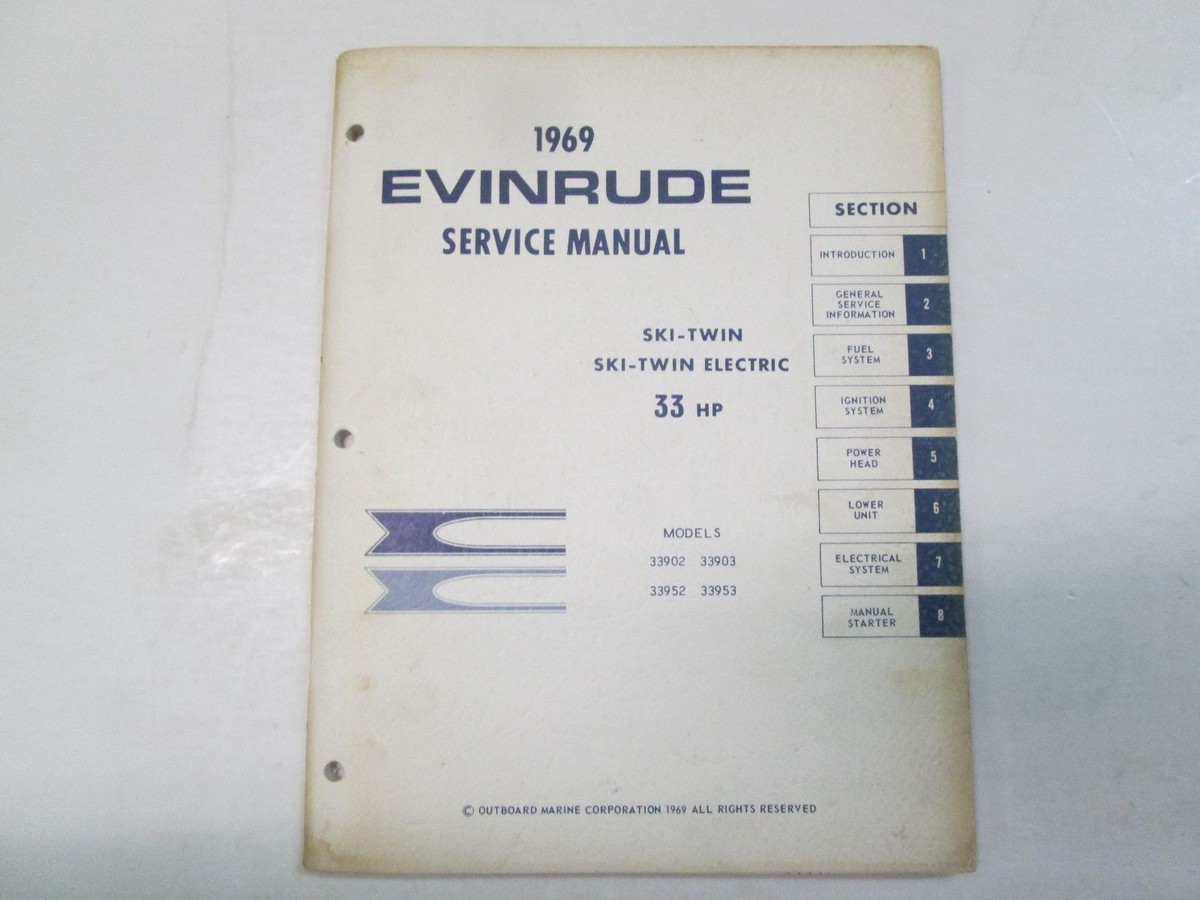 1969
EVINRUDE
SERVICE MANUAL
SKI-TWIN
SKI-TWIN ELECTRIC
33 HP
MODELS
33902 33903
33952 33953
SECTION
INTRODUCTION 1
GENERAL
SERVICE 2
INFORMATION
FUEL
SYSTEM 3
IGNITION
SYSTEM 4
POWER
HEAD 5
LOWER
UNIT 6
ELECTRICAL
SYSTEM 7
MANUAL
STARTER 8
© OUTBOARD MARINE CORPORATION 1969 ALL RIGHTS RESERVED